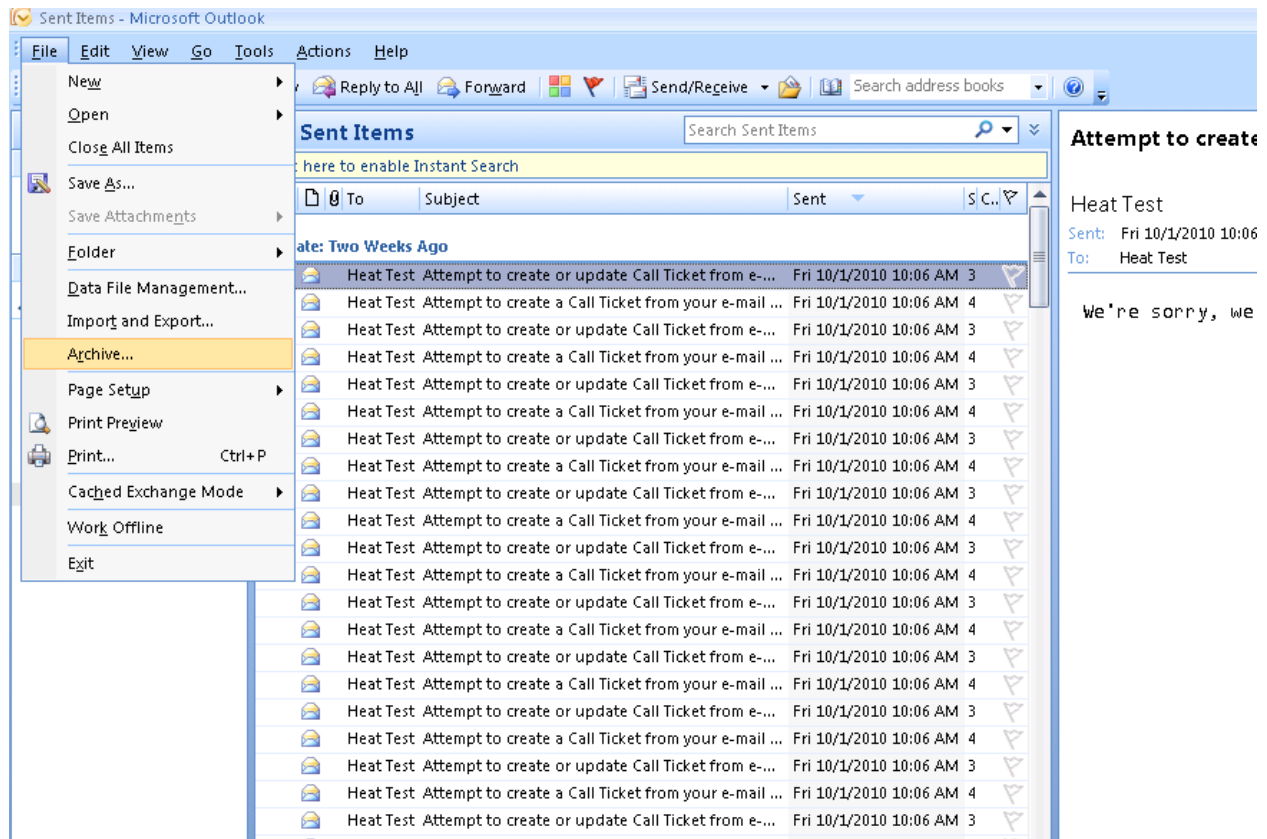 Sent Items - Microsoft Outlook
File Edit View Go Tools Actions Help
Reply to All Forward Send/Receive Search address books
New
Open
Close All Items
Save As...
Save Attachments
Folder
Data File Management...
Import and Export...
Archive...
Page Setup
Print Preview
Print... Ctrl+P
Cached Exchange Mode
Work Offline
Exit
Sent Items Search Sent Items
here to enable Instant Search
To Subject Sent S C..
ate: Two Weeks Ago
Heat Test Attempt to create or update Call Ticket from e-... Fri 10/1/2010 10:06 AM 3
Heat Test Attempt to create a Call Ticket from your e-mail ... Fri 10/1/2010 10:06 AM 4
Heat Test Attempt to create or update Call Ticket from e-... Fri 10/1/2010 10:06 AM 3
Heat Test Attempt to create a Call Ticket from your e-mail ... Fri 10/1/2010 10:06 AM 4
Heat Test Attempt to create or update Call Ticket from e-... Fri 10/1/2010 10:06 AM 3
Heat Test Attempt to create a Call Ticket from your e-mail ... Fri 10/1/2010 10:06 AM 4
Heat Test Attempt to create or update Call Ticket from e-... Fri 10/1/2010 10:06 AM 3
Heat Test Attempt to create a Call Ticket from your e-mail ... Fri 10/1/2010 10:06 AM 4
Heat Test Attempt to create or update Call Ticket from e-... Fri 10/1/2010 10:06 AM 3
Heat Test Attempt to create a Call Ticket from your e-mail ... Fri 10/1/2010 10:06 AM 4
Heat Test Attempt to create or update Call Ticket from e-... Fri 10/1/2010 10:06 AM 3
Heat Test Attempt to create a Call Ticket from your e-mail ... Fri 10/1/2010 10:06 AM 4
Heat Test Attempt to create or update Call Ticket from e-... Fri 10/1/2010 10:06 AM 3
Heat Test Attempt to create a Call Ticket from your e-mail ... Fri 10/1/2010 10:06 AM 4
Heat Test Attempt to create or update Call Ticket from e-... Fri 10/1/2010 10:06 AM 3
Heat Test Attempt to create a Call Ticket from your e-mail ... Fri 10/1/2010 10:06 AM 4
Heat Test Attempt to create or update Call Ticket from e-... Fri 10/1/2010 10:06 AM 3
Heat Test Attempt to create a Call Ticket from your e-mail ... Fri 10/1/2010 10:06 AM 4
Heat Test Attempt to create or update Call Ticket from e-... Fri 10/1/2010 10:06 AM 3
Heat Test Attempt to create a Call Ticket from your e-mail ... Fri 10/1/2010 10:06 AM 4
Heat Test Attempt to create or update Call Ticket from e-... Fri 10/1/2010 10:06 AM 3
Attempt to create
Heat Test
Sent: Fri 10/1/2010 10:06
To: Heat Test
We're sorry, we